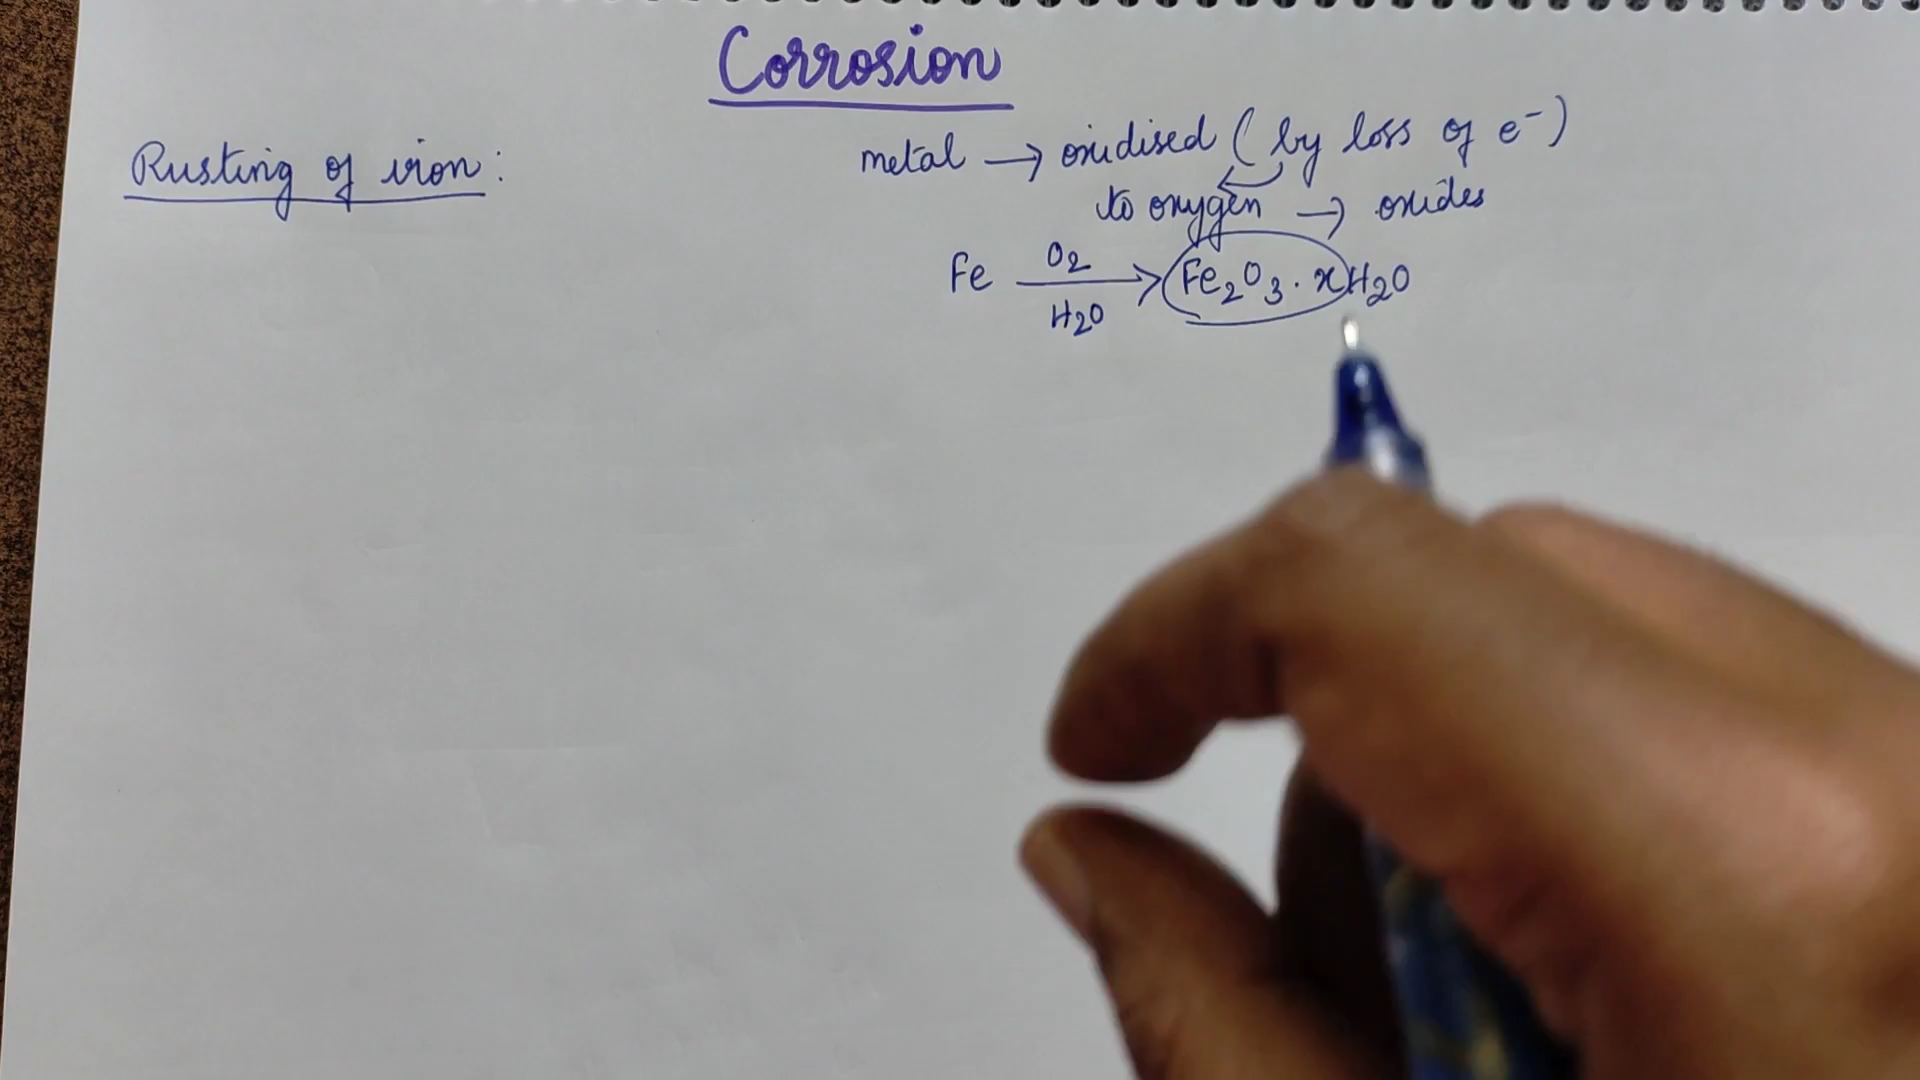 Corrosion
Rusting of iron:
metal → oxidised (by loss of e⁻)
to oxygen → oxides
Fe O₂ H₂O → Fe₂O₃·xH₂O